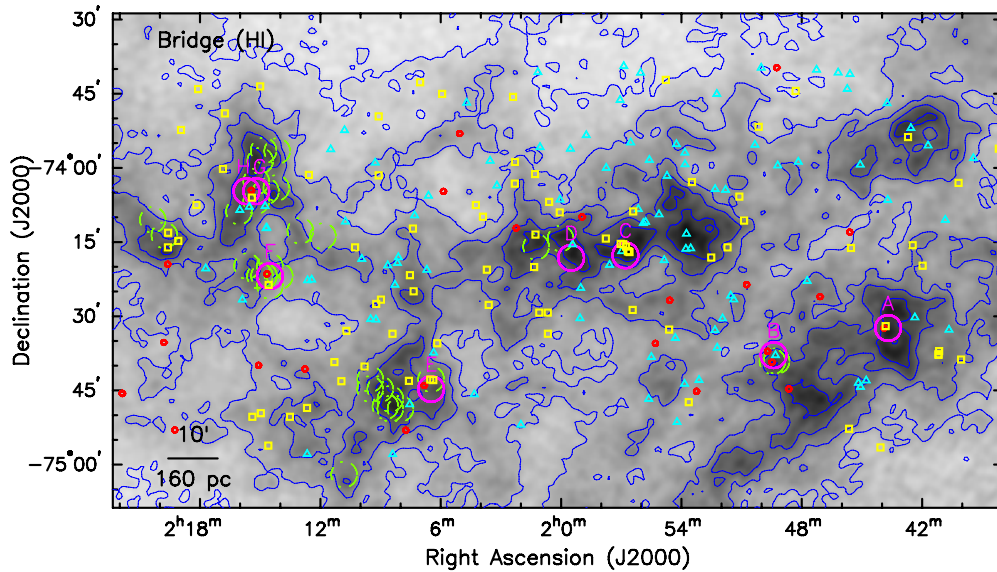 30′
Bridge (HI)
45′
−74°00′
15′
30′
45′
−75°00′
10′
160 pc
G
F
E
D
C
B
A
2ʰ18ᵐ
12ᵐ
6ᵐ
2ʰ0ᵐ
54ᵐ
48ᵐ
42ᵐ
Right Ascension (J2000)
Declination (J2000)